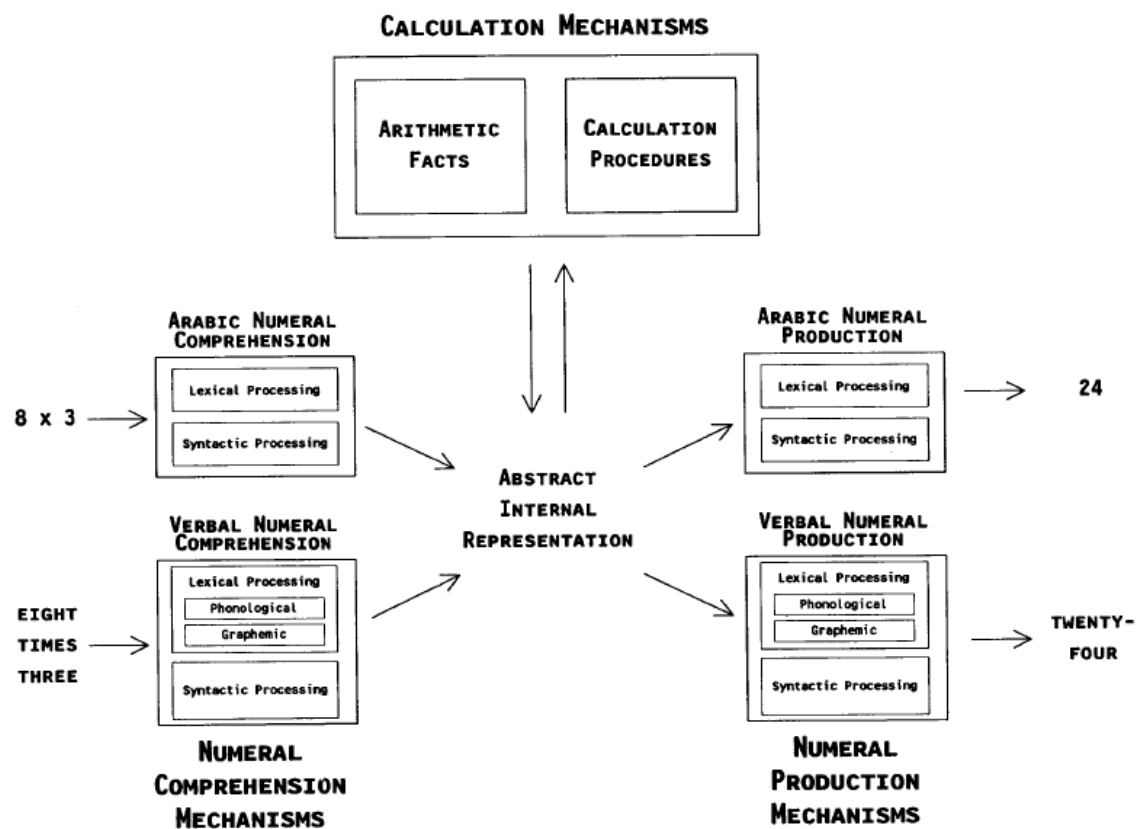 CALCULATION MECHANISMS
ARITHMETIC
FACTS
CALCULATION
PROCEDURES
ARABIC NUMERAL
COMPREHENSION
Lexical Processing
Syntactic Processing
8 x 3
VERBAL NUMERAL
COMPREHENSION
Lexical Processing
Phonological
Graphemic
Syntactic Processing
EIGHT
TIMES
THREE
NUMERAL
COMPREHENSION
MECHANISMS
ABSTRACT
INTERNAL
REPRESENTATION
ARABIC NUMERAL
PRODUCTION
Lexical Processing
Syntactic Processing
24
VERBAL NUMERAL
PRODUCTION
Lexical Processing
Phonological
Graphemic
Syntactic Processing
TWENTY-
FOUR
NUMERAL
PRODUCTION
MECHANISMS